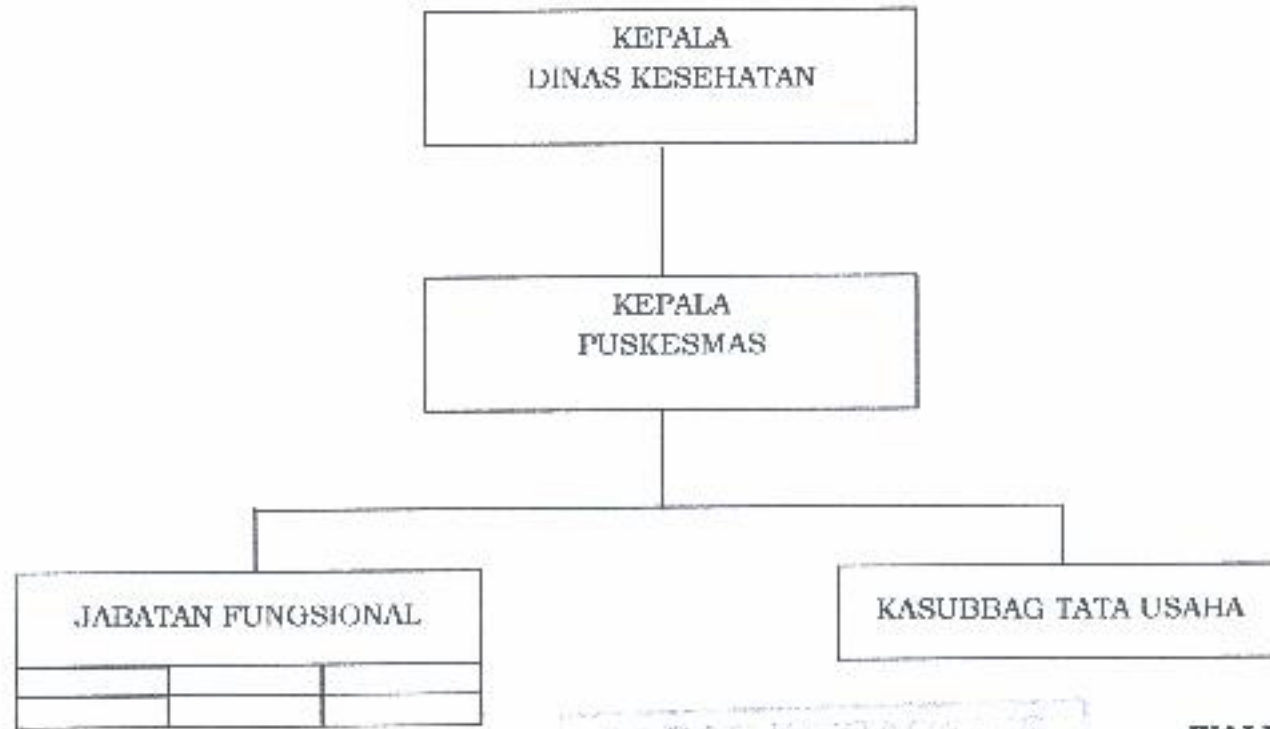 KEPALA
DINAS KESEHATAN
KEPALA
PUSKESMAS
JABATAN FUNGSIONAL
KASUBBAG TATA USAHA